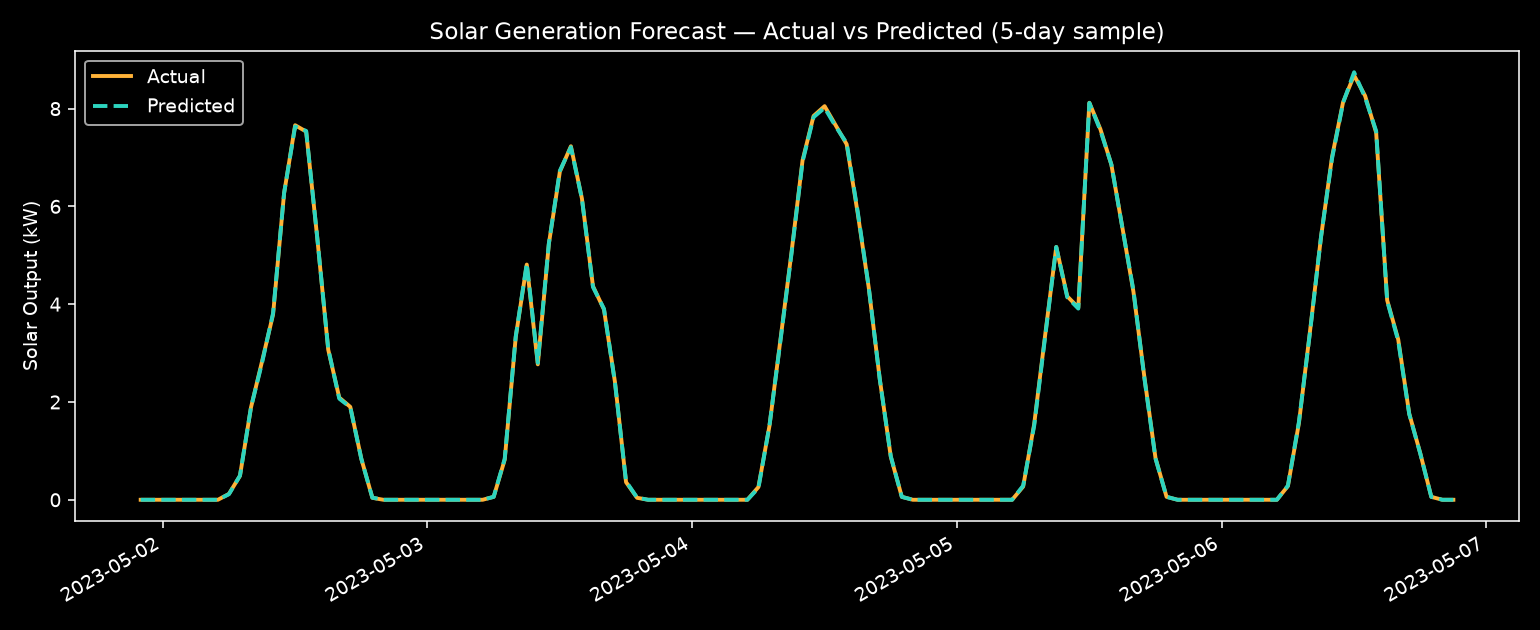 Solar Generation Forecast — Actual vs Predicted (5-day sample)
Actual
Predicted
Solar Output (kW)
8
6
4
2
0
2023-05-02
2023-05-03
2023-05-04
2023-05-05
2023-05-06
2023-05-07